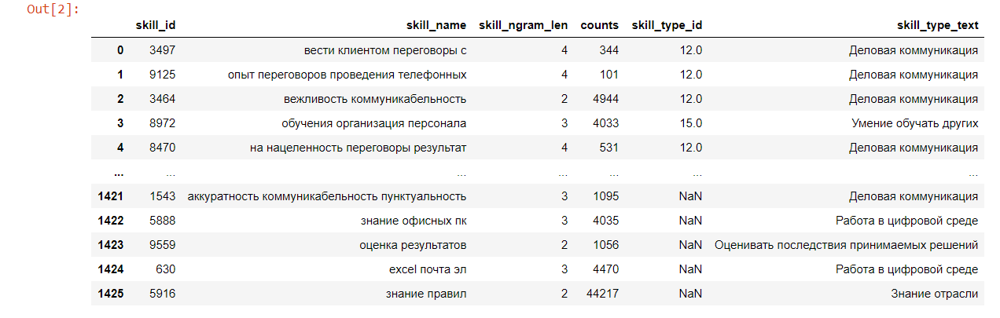 Out[2]:
skill_id skill_name skill_ngram_len counts skill_type_id skill_type_text
0 3497 вести клиентом переговоры с 4 344 12.0 Деловая коммуникация
1 9125 опыт переговоров проведения телефонных 4 101 12.0 Деловая коммуникация
2 3464 вежливость коммуникабельность 2 4944 12.0 Деловая коммуникация
3 8972 обучения организация персонала 3 4033 15.0 Умение обучать других
4 8470 на нацеленность переговоры результат 4 531 12.0 Деловая коммуникация
... ... ... ... ... ... ...
1421 1543 аккуратность коммуникабельность пунктуальность 3 1095 NaN Деловая коммуникация
1422 5888 знание офисных пк 3 4035 NaN Работа в цифровой среде
1423 9559 оценка результатов 2 1056 NaN Оценивать последствия принимаемых решений
1424 630 excel почта эл 3 4470 NaN Работа в цифровой среде
1425 5916 знание правил 2 44217 NaN Знание отрасли